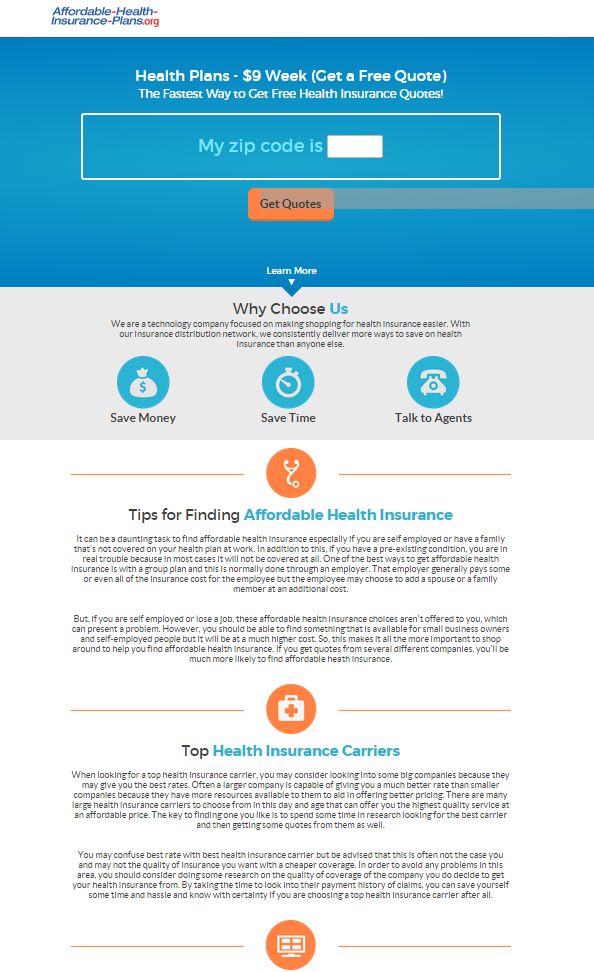 Affordable-Health-
Insurance-Plans.org
Health Plans - $9 Week (Get a Free Quote)
The Fastest Way to Get Free Health Insurance Quotes!
My zip code is
Get Quotes
Learn More
Why Choose Us
We are a technology company focused on making shopping for health insurance easier. With
our insurance distribution network, we consistently deliver more ways to save on health
insurance than anyone else.
Save Money
Save Time
Talk to Agents
Tips for Finding Affordable Health Insurance
It can be a daunting task to find affordable health insurance especially if you are self employed or have a family
that's not covered on your health plan at work. In addition to this, if you have a pre-existing condition, you are in
real trouble because in most cases it will not be covered at all. One of the best ways to get affordable health
insurance is with a group plan and this is normally done through an employer. That employer generally pays some
or even all of the insurance cost for the employee but the employee may choose to add a spouse or a family
member at an additional cost.
But, if you are self employed or lose a job, these affordable health insurance choices aren't offered to you, which
can present a problem. However, you should be able to find something that is available for small business owners
and self-employed people but it will be at a much higher cost. So, this makes it all the more important to shop
around to help you find affordable health insurance. If you get quotes from several different companies, you'll be
much more likely to find affordable heath insurance.
Top Health Insurance Carriers
When looking for a top health insurance carrier, you may consider looking into some big companies because they
may give you the best rates. Often a larger company is capable of giving you a much better rate than smaller
companies because they have more resources available to them to aid in offering better pricing. There are many
large health insurance carriers to choose from in this day and age that can offer you the highest quality service at
an affordable price. The key to finding one you like is to spend some time in research looking for the best carrier
and then getting some quotes from them as well.
You may confuse best rate with best health insurance carrier but be advised that this is often not the case you
and may not the quality of insurance you want with a cheaper coverage. In order to avoid any problems in this
area, you should consider doing some research on the quality of coverage of the company you do decide to get
your health insurance from. By taking the time to look into their payment history of claims, you can save yourself
some time and hassle and know with certainty if you are choosing a top health insurance carrier after all.